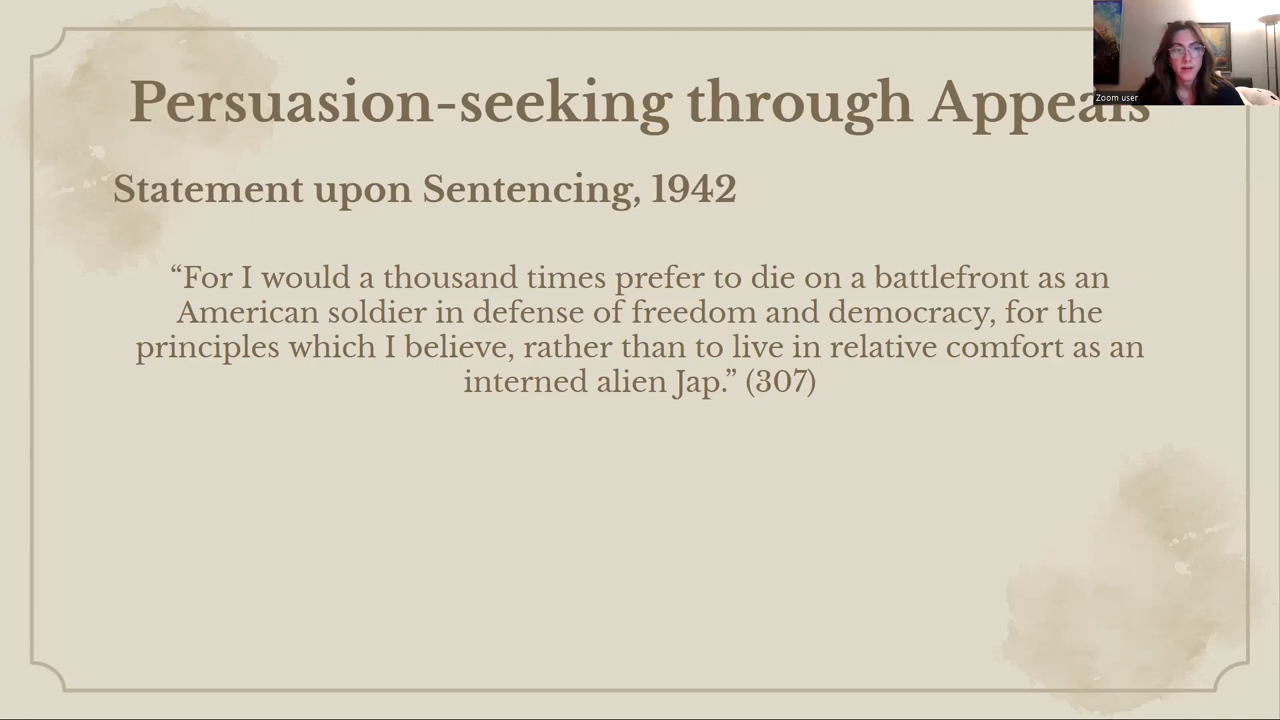 Persuasion-seeking through Appeals
Zoom user
Statement upon Sentencing, 1942
“For I would a thousand times prefer to die on a battlefront as an
American soldier in defense of freedom and democracy, for the
principles which I believe, rather than to live in relative comfort as an
interned alien Jap.” (307)